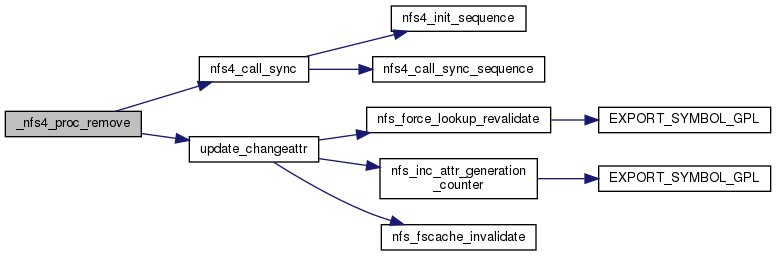 nfs4_init_sequence
nfs4_call_sync
nfs4_call_sync_sequence
_nfs4_proc_remove
nfs_force_lookup_revalidate
EXPORT_SYMBOL_GPL
update_changeattr
nfs_inc_attr_generation
_counter
EXPORT_SYMBOL_GPL
nfs_fscache_invalidate